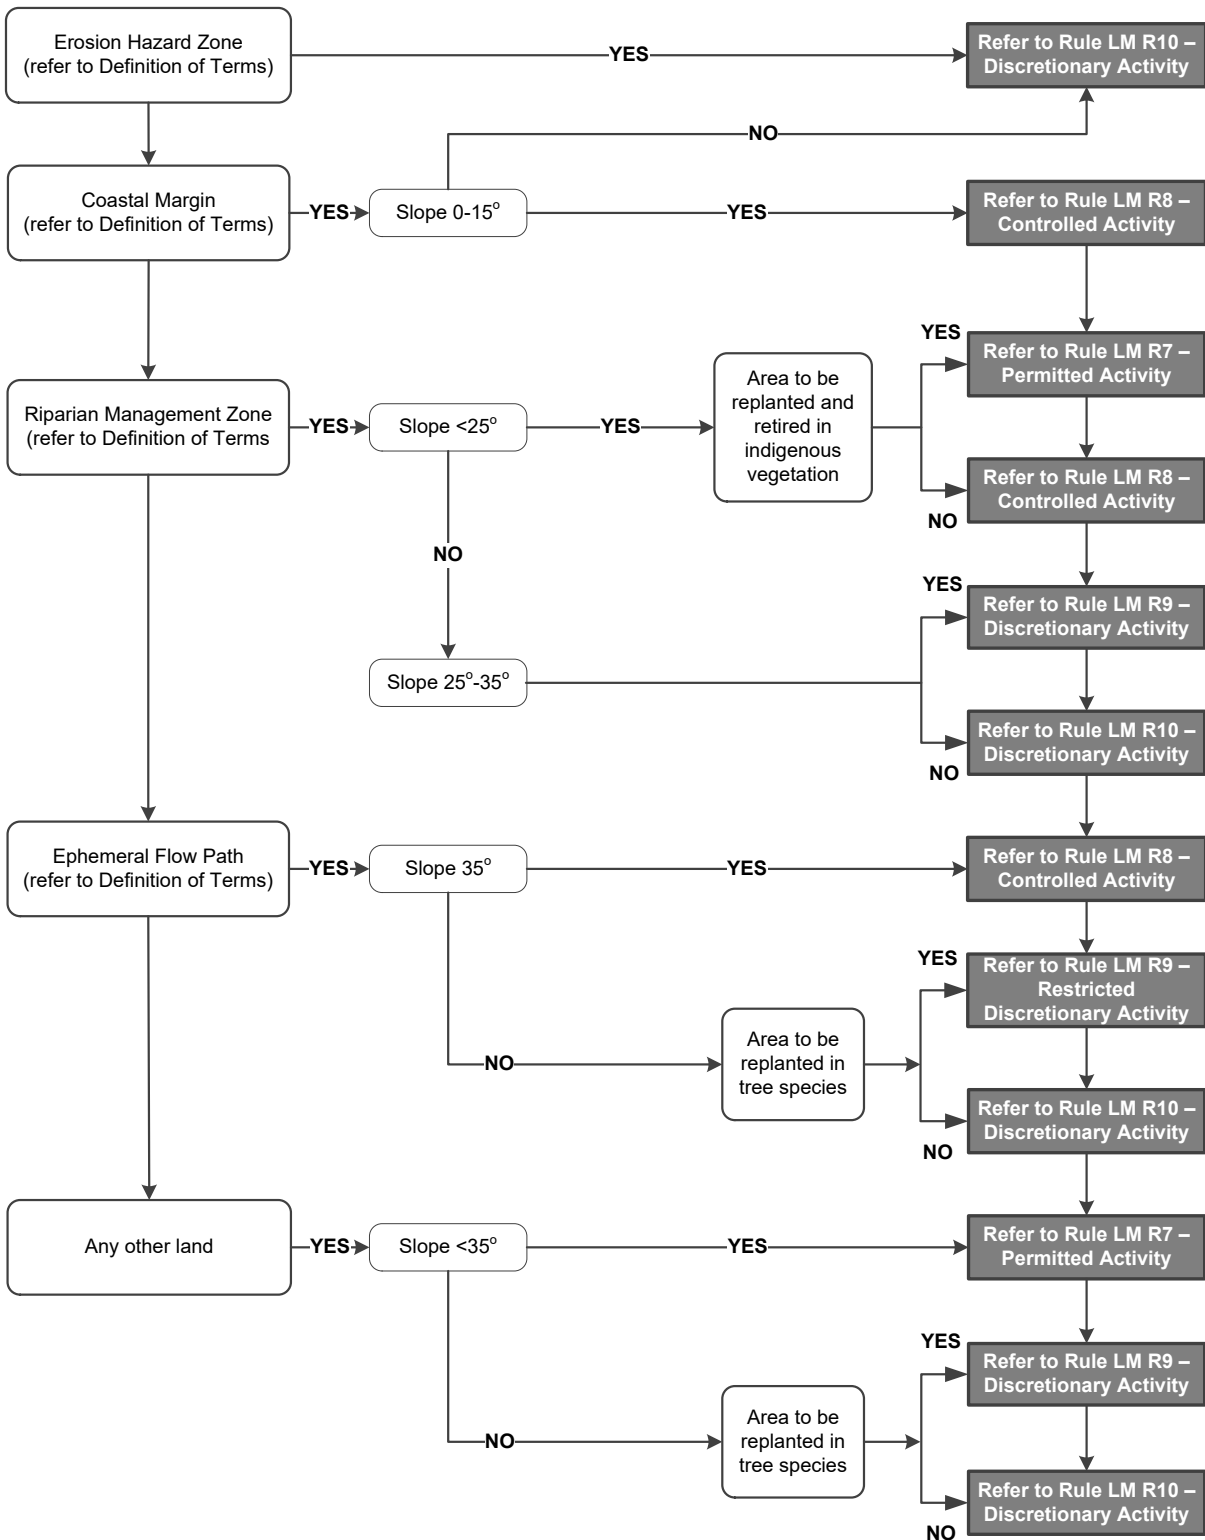 Erosion Hazard Zone
(refer to Definition of Terms)
YES
Refer to Rule LM R10 –
Discretionary Activity
NO
Coastal Margin
(refer to Definition of Terms)
YES
Slope 0-15°
YES
Refer to Rule LM R8 –
Controlled Activity
Riparian Management Zone
(refer to Definition of Terms
YES
Slope <25°
YES
Area to be
replanted and
retired in
indigenous
vegetation
YES
Refer to Rule LM R7 –
Permitted Activity
Refer to Rule LM R8 –
Controlled Activity
NO
NO
Slope 25°-35°
YES
Refer to Rule LM R9 –
Discretionary Activity
Refer to Rule LM R10 –
Discretionary Activity
NO
Ephemeral Flow Path
(refer to Definition of Terms)
YES
Slope 35°
YES
Refer to Rule LM R8 –
Controlled Activity
NO
Area to be
replanted in
tree species
YES
Refer to Rule LM R9 –
Restricted
Discretionary Activity
Refer to Rule LM R10 –
Discretionary Activity
NO
Any other land
YES
Slope <35°
YES
Refer to Rule LM R7 –
Permitted Activity
NO
Area to be
replanted in
tree species
YES
Refer to Rule LM R9 –
Discretionary Activity
Refer to Rule LM R10 –
Discretionary Activity
NO